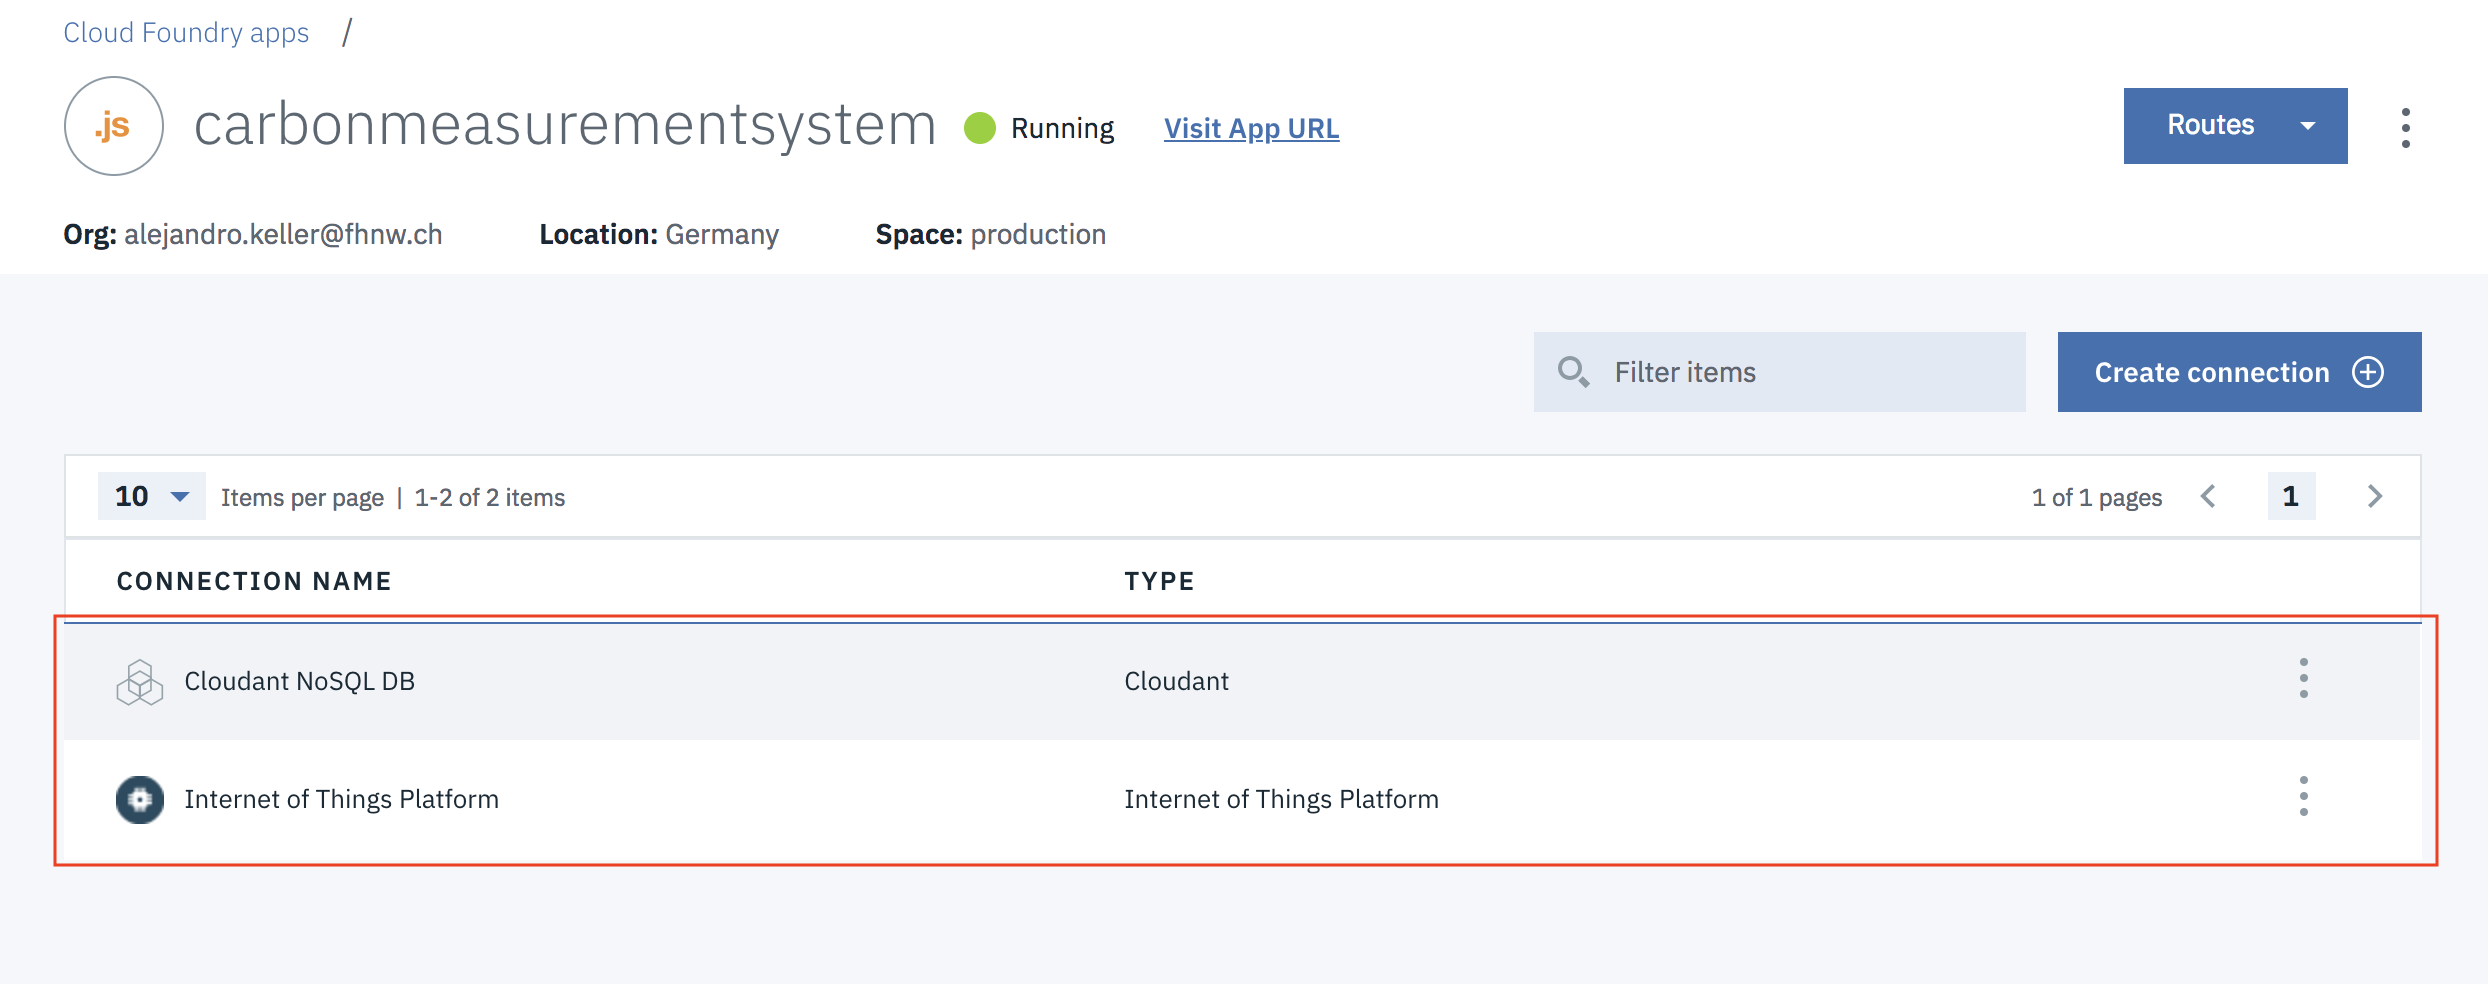 Cloud Foundry apps /
.js carbonmeasurementsystem Running Visit App URL Routes
Org: alejandro.keller@fhnw.ch Location: Germany Space: production
Filter items Create connection
10 Items per page | 1-2 of 2 items 1 of 1 pages 1
CONNECTION NAME TYPE
Cloudant NoSQL DB Cloudant
Internet of Things Platform Internet of Things Platform